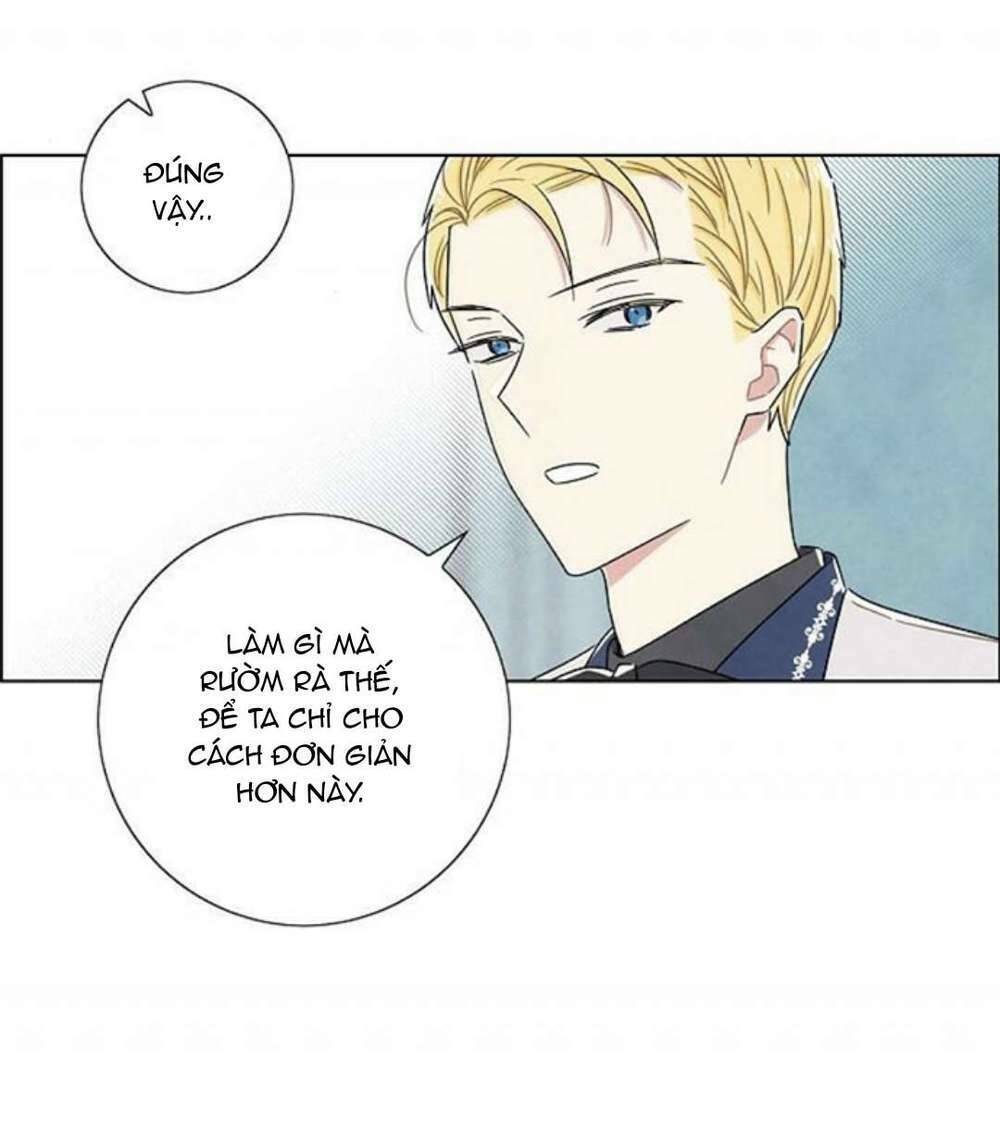 ĐÚNG
VẬY..
LÀM GÌ MÀ
RƯỜM RÀ THẾ,
ĐỂ TA CHỈ CHO
CÁCH ĐƠN GIẢN
HƠN NÀY.